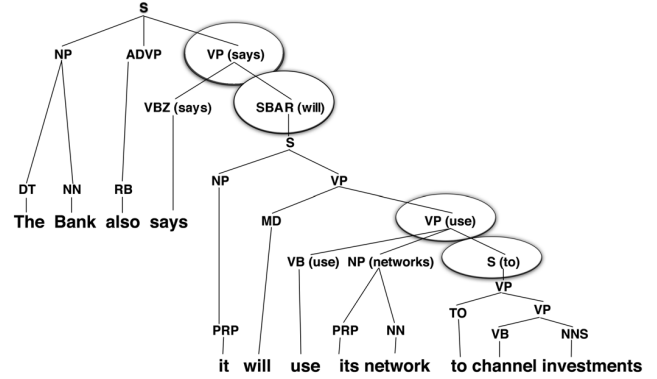 S
NP ADVP VP (says)
VBZ (says) SBAR (will)
S
NP VP
DT NN RB
The Bank also says
MD VP (use)
VB (use) NP (networks) S (to)
VP
TO VP
PRP PRP NN VB NNS
it will use its network to channel investments